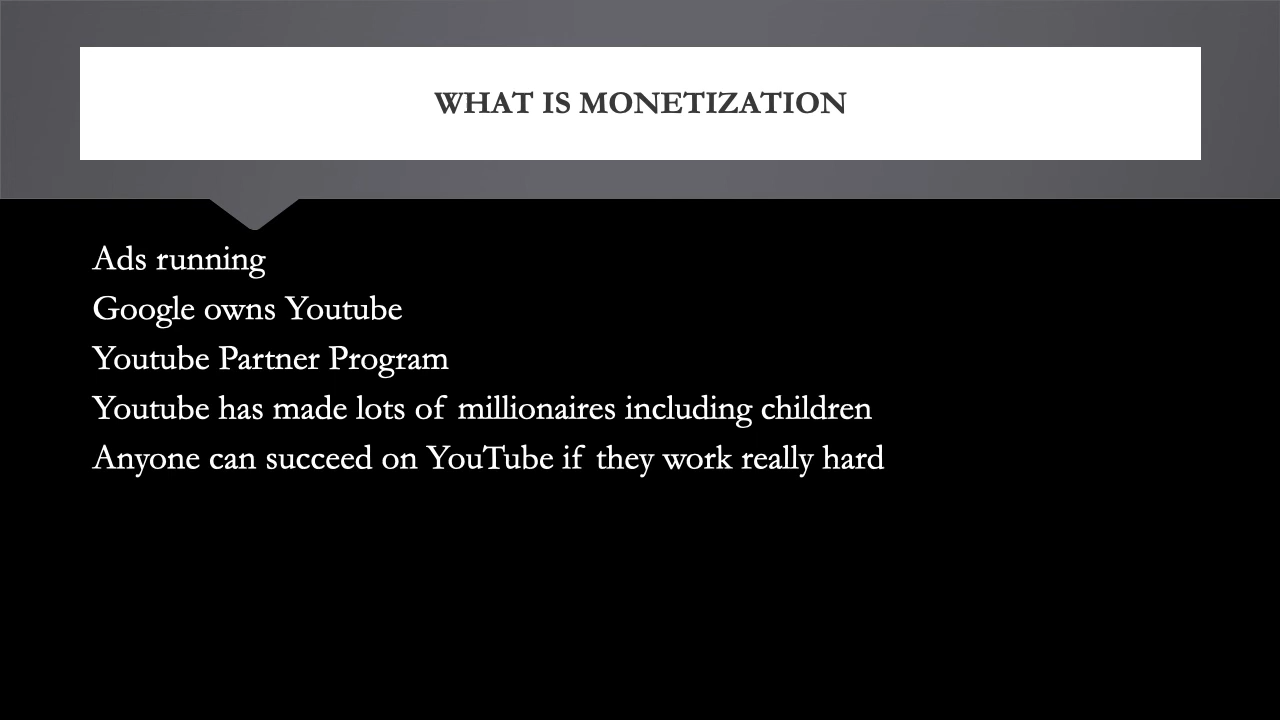 WHAT IS MONETIZATION
Ads running
Google owns Youtube
Youtube Partner Program
Youtube has made lots of millionaires including children
Anyone can succeed on YouTube if they work really hard